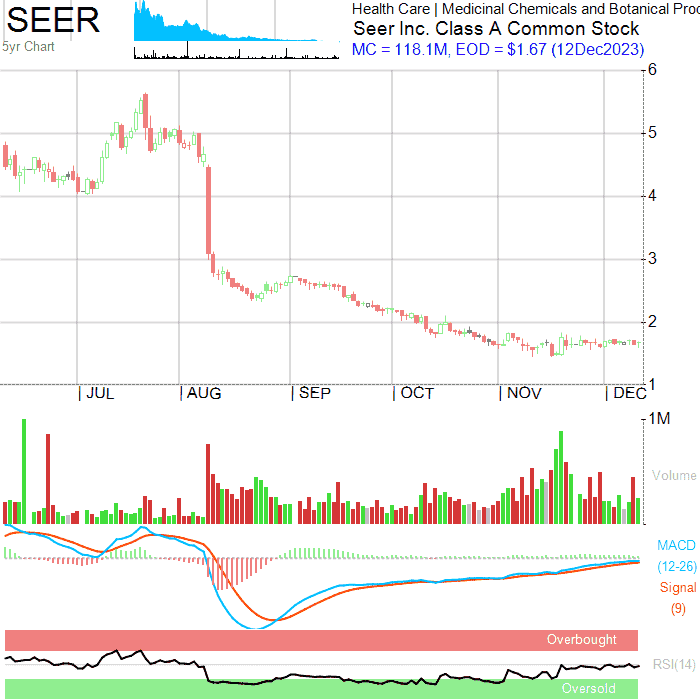 SEER
5yr Chart
Health Care | Medicinal Chemicals and Botanical Proc
Seer Inc. Class A Common Stock
MC = 118.1M, EOD = $1.67 (12Dec2023)
6
5
4
3
2
1
| JUL | AUG | SEP | OCT | NOV | DEC
1M
Volume
MACD
(12-26)
Signal
(9)
Overbought
RSI(14)
Oversold